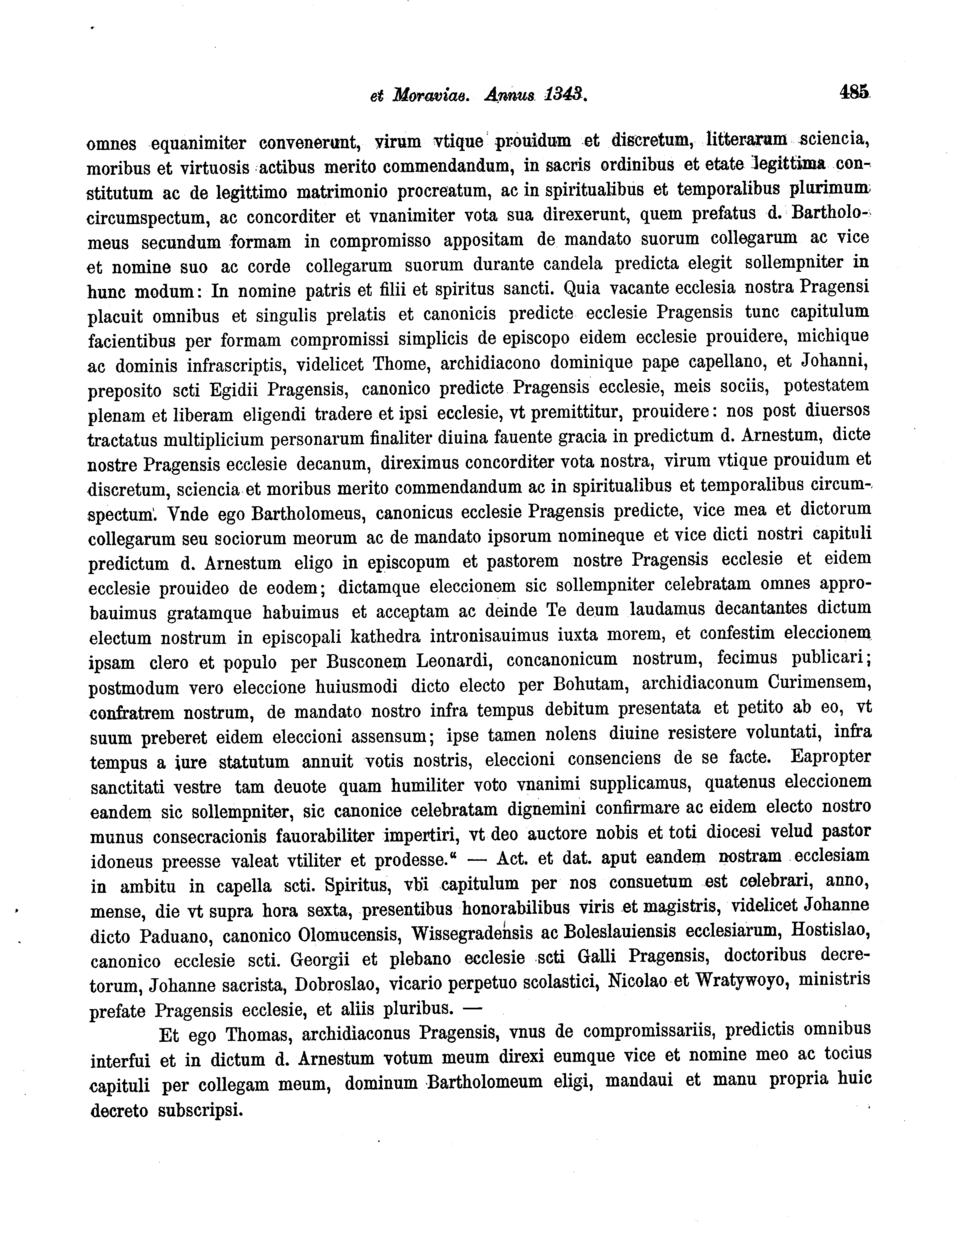 et Moraviae. Annus 1343. 485
omnes equanimiter convenerunt, virum vtique prouidum et discretum, litterarum sciencia,
moribus et virtuosis actibus merito commendandum, in sacris ordinibus et etate legittima con-
stitutum ac de legittimo matrimonio procreatum, ac in spiritualibus et temporalibus plurimum
circumspectum, ac concorditer et vnanimiter vota sua direxerunt, quem prefatus d. Bartholo-
meus secundum formam in compromisso appositam de mandato suorum collegarum ac vice
et nomine suo ac corde collegarum suorum durante candela predicta elegit sollempniter in
hunc modum: In nomine patris et filii et spiritus sancti. Quia vacante ecclesia nostra Pragensi
placuit omnibus et singulis prelatis et canonicis predicte ecclesie Pragensis tunc capitulum
facientibus per formam compromissi simplicis de episcopo eidem ecclesie prouidere, michique
ac dominis infrascriptis, videlicet Thome, archidiacono dominique pape capellano, et Johanni,
preposito scti Egidii Pragensis, canonico predicte Pragensis ecclesie, meis sociis, potestatem
plenam et liberam eligendi tradere et ipsi ecclesie, vt premittitur, prouidere: nos post diuersos
tractatus multiplicium personarum finaliter diuina fauente gracia in predictum d. Arnestum, dicte
nostre Pragensis ecclesie decanum, direximus concorditer vota nostra, virum vtique prouidum et
discretum, sciencia et moribus merito commendandum ac in spiritualibus et temporalibus circum-
spectum. Vnde ego Bartholomeus, canonicus ecclesie Pragensis predicte, vice mea et dictorum
collegarum seu sociorum meorum ac de mandato ipsorum nomineque et vice dicti nostri capituli
predictum d. Arnestum eligo in episcopum et pastorem nostre Pragensis ecclesie et eidem
ecclesie prouideo de eodem; dictamque eleccionem sic sollempniter celebratam omnes appro-
bauimus gratamque habuimus et acceptam ac deinde Te deum laudamus decantantes dictum
electum nostrum in episcopali kathedra intronisauimus iuxta morem, et confestim eleccionem
ipsam clero et populo per Busconem Leonardi, concanonicum nostrum, fecimus publicari;
postmodum vero eleccione huiusmodi dicto electo per Bohutam, archidiaconum Curimensem,
confratrem nostrum, de mandato nostro infra tempus debitum presentata et petito ab eo, vt
suum preberet eidem eleccioni assensum; ipse tamen nolens diuine resistere voluntati, infra
tempus a iure statutum annuit votis nostris, eleccioni consenciens de se facte. Eapropter
sanctitati vestre tam deuote quam humiliter voto vnanimi supplicamus, quatenus eleccionem
eandem sic sollempniter, sic canonice celebratam dignemini confirmare ac eidem electo nostro
munus consecracionis fauorabiliter impertiri, vt deo auctore nobis et toti diocesi velud pastor
idoneus preesse valeat vtiliter et prodesse.“ — Act. et dat. aput eandem nostram ecclesiam
in ambitu in capella scti. Spiritus, vbi capitulum per nos consuetum est celebrari, anno,
mense, die vt supra hora sexta, presentibus honorabilibus viris et magistris, videlicet Johanne
dicto Paduano, canonico Olomucensis, Wissegradensis ac Boleslauiensis ecclesiarum, Hostislao,
canonico ecclesie scti. Georgii et plebano ecclesie scti Galli Pragensis, doctoribus decre-
torum, Johanne sacrista, Dobroslao, vicario perpetuo scolastici, Nicolao et Wratywoyo, ministris
prefate Pragensis ecclesie, et aliis pluribus. —
Et ego Thomas, archidiaconus Pragensis, vnus de compromissariis, predictis omnibus
interfui et in dictum d. Arnestum votum meum direxi eumque vice et nomine meo ac tocius
capituli per collegam meum, dominum Bartholomeum eligi, mandaui et manu propria huic
decreto subscripsi.